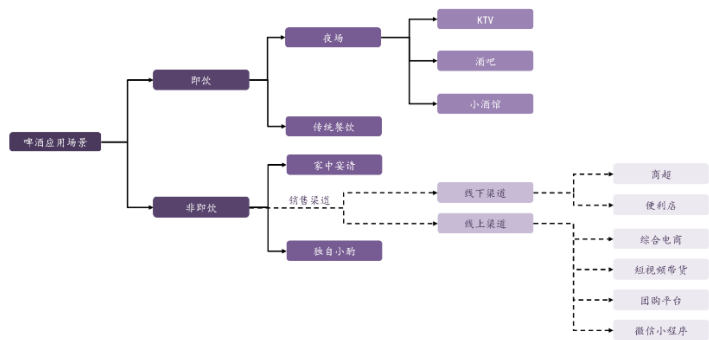 KTV
夜场
酒吧
即饮
小酒馆
传统餐饮
啤酒应用场景
家中宴请
商超
线下渠道
销售渠道
便利店
非即饮
线上渠道
综合电商
独自小酌
短视频带货
团购平台
微信小程序